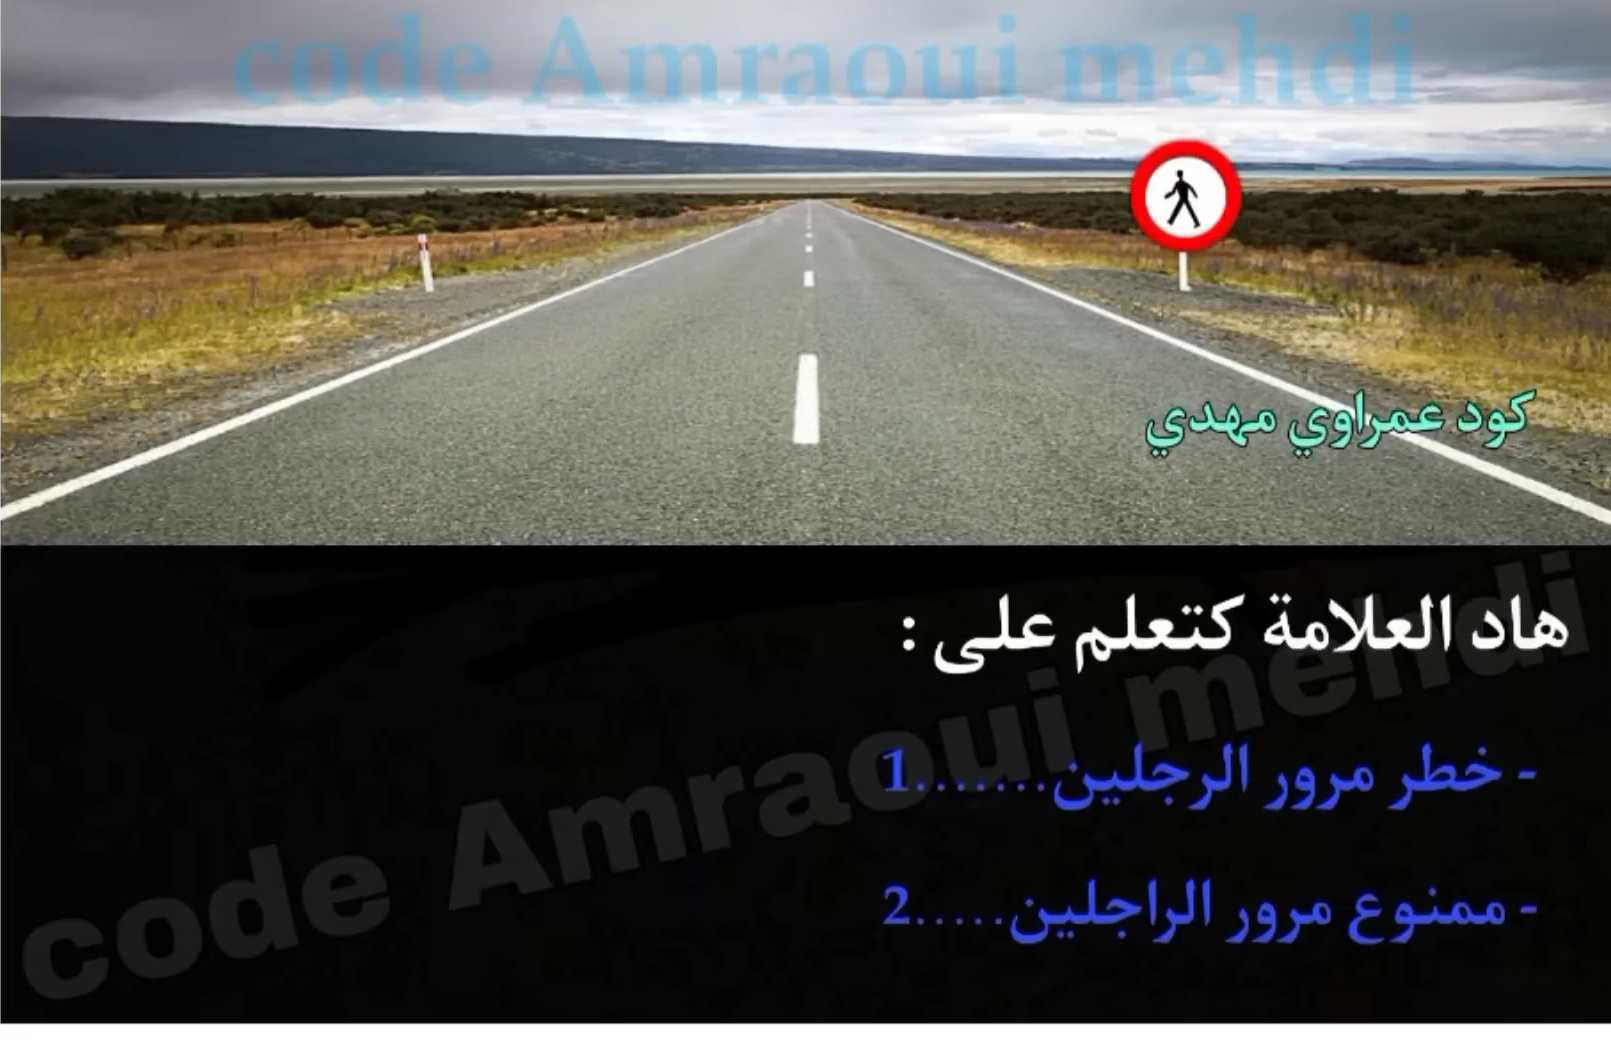 code Amraoui mehdi
كود عمراوي مهدي
هاد العلامة كتعلم على :
- خطر مرور الرجلين........1
- ممنوع مرور الراجلين.....2
code Amraoui mehdi